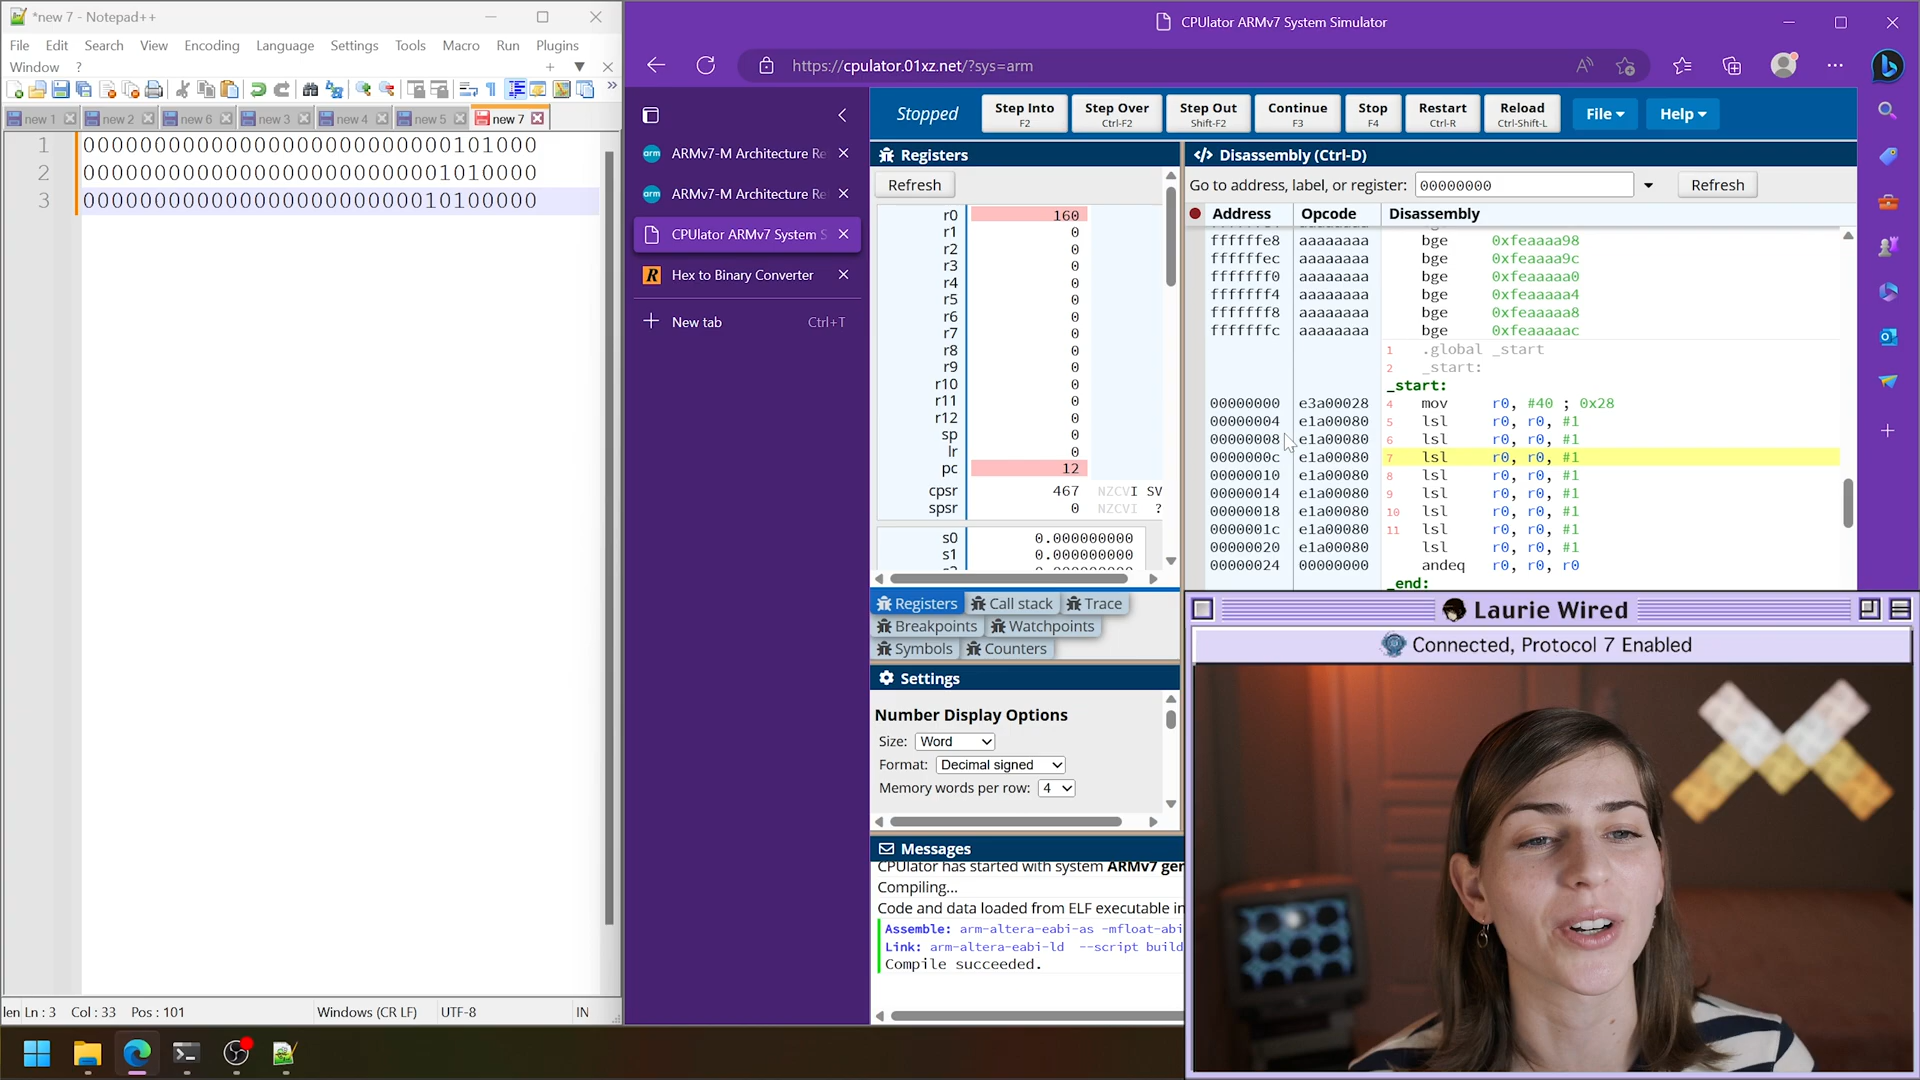 *new 7 - Notepad++
File Edit Search View Encoding Language Settings Tools Macro Run Plugins
Window ?
new 1 new 2 new 6 new 3 new 4 new 5 new 7
1 00000000000000000000000000101000
2 00000000000000000000000001010000
3 00000000000000000000000010100000
len Ln : 3 Col : 33 Pos : 101 Windows (CR LF) UTF-8 IN
CPUlator ARMv7 System Simulator
https://cpulator.01xz.net/?sys=arm
ARMv7-M Architecture Re
ARMv7-M Architecture Re
CPUlator ARMv7 System S
Hex to Binary Converter
New tab Ctrl+T
Stopped
Step Into F2
Step Over Ctrl-F2
Step Out Shift-F2
Continue F3
Stop F4
Restart Ctrl-R
Reload Ctrl-Shift-L
File
Help
Registers
Refresh
r0 160
r1 0
r2 0
r3 0
r4 0
r5 0
r6 0
r7 0
r8 0
r9 0
r10 0
r11 0
r12 0
sp 0
lr 0
pc 12
cpsr 467 NZCVI SV
spsr 0 NZCVI ?
s0 0.000000000
s1 0.000000000
Registers Call stack Trace
Breakpoints Watchpoints
Symbols Counters
Settings
Number Display Options
Size: Word
Format: Decimal signed
Memory words per row: 4
Messages
CPUlator has started with system ARMv7 gen
Compiling...
Code and data loaded from ELF executable in
Assemble: arm-altera-eabi-as -mfloat-abi
Link: arm-altera-eabi-ld --script build
Compile succeeded.
</> Disassembly (Ctrl-D)
Go to address, label, or register: 00000000 Refresh
Address Opcode Disassembly
ffffffe8 aaaaaaaa bge 0xfeaaaa98
ffffffec aaaaaaaa bge 0xfeaaaa9c
fffffff0 aaaaaaaa bge 0xfeaaaaa0
fffffff4 aaaaaaaa bge 0xfeaaaaa4
fffffff8 aaaaaaaa bge 0xfeaaaaa8
fffffffc aaaaaaaa bge 0xfeaaaaac
1 .global _start
2 _start:
_start:
00000000 e3a00028 4 mov r0, #40 ; 0x28
00000004 e1a00080 5 lsl r0, r0, #1
00000008 e1a00080 6 lsl r0, r0, #1
0000000c e1a00080 7 lsl r0, r0, #1
00000010 e1a00080 8 lsl r0, r0, #1
00000014 e1a00080 9 lsl r0, r0, #1
00000018 e1a00080 10 lsl r0, r0, #1
0000001c e1a00080 11 lsl r0, r0, #1
00000020 e1a00080 lsl r0, r0, #1
00000024 00000000 andeq r0, r0, r0
_end:
Laurie Wired
Connected, Protocol 7 Enabled